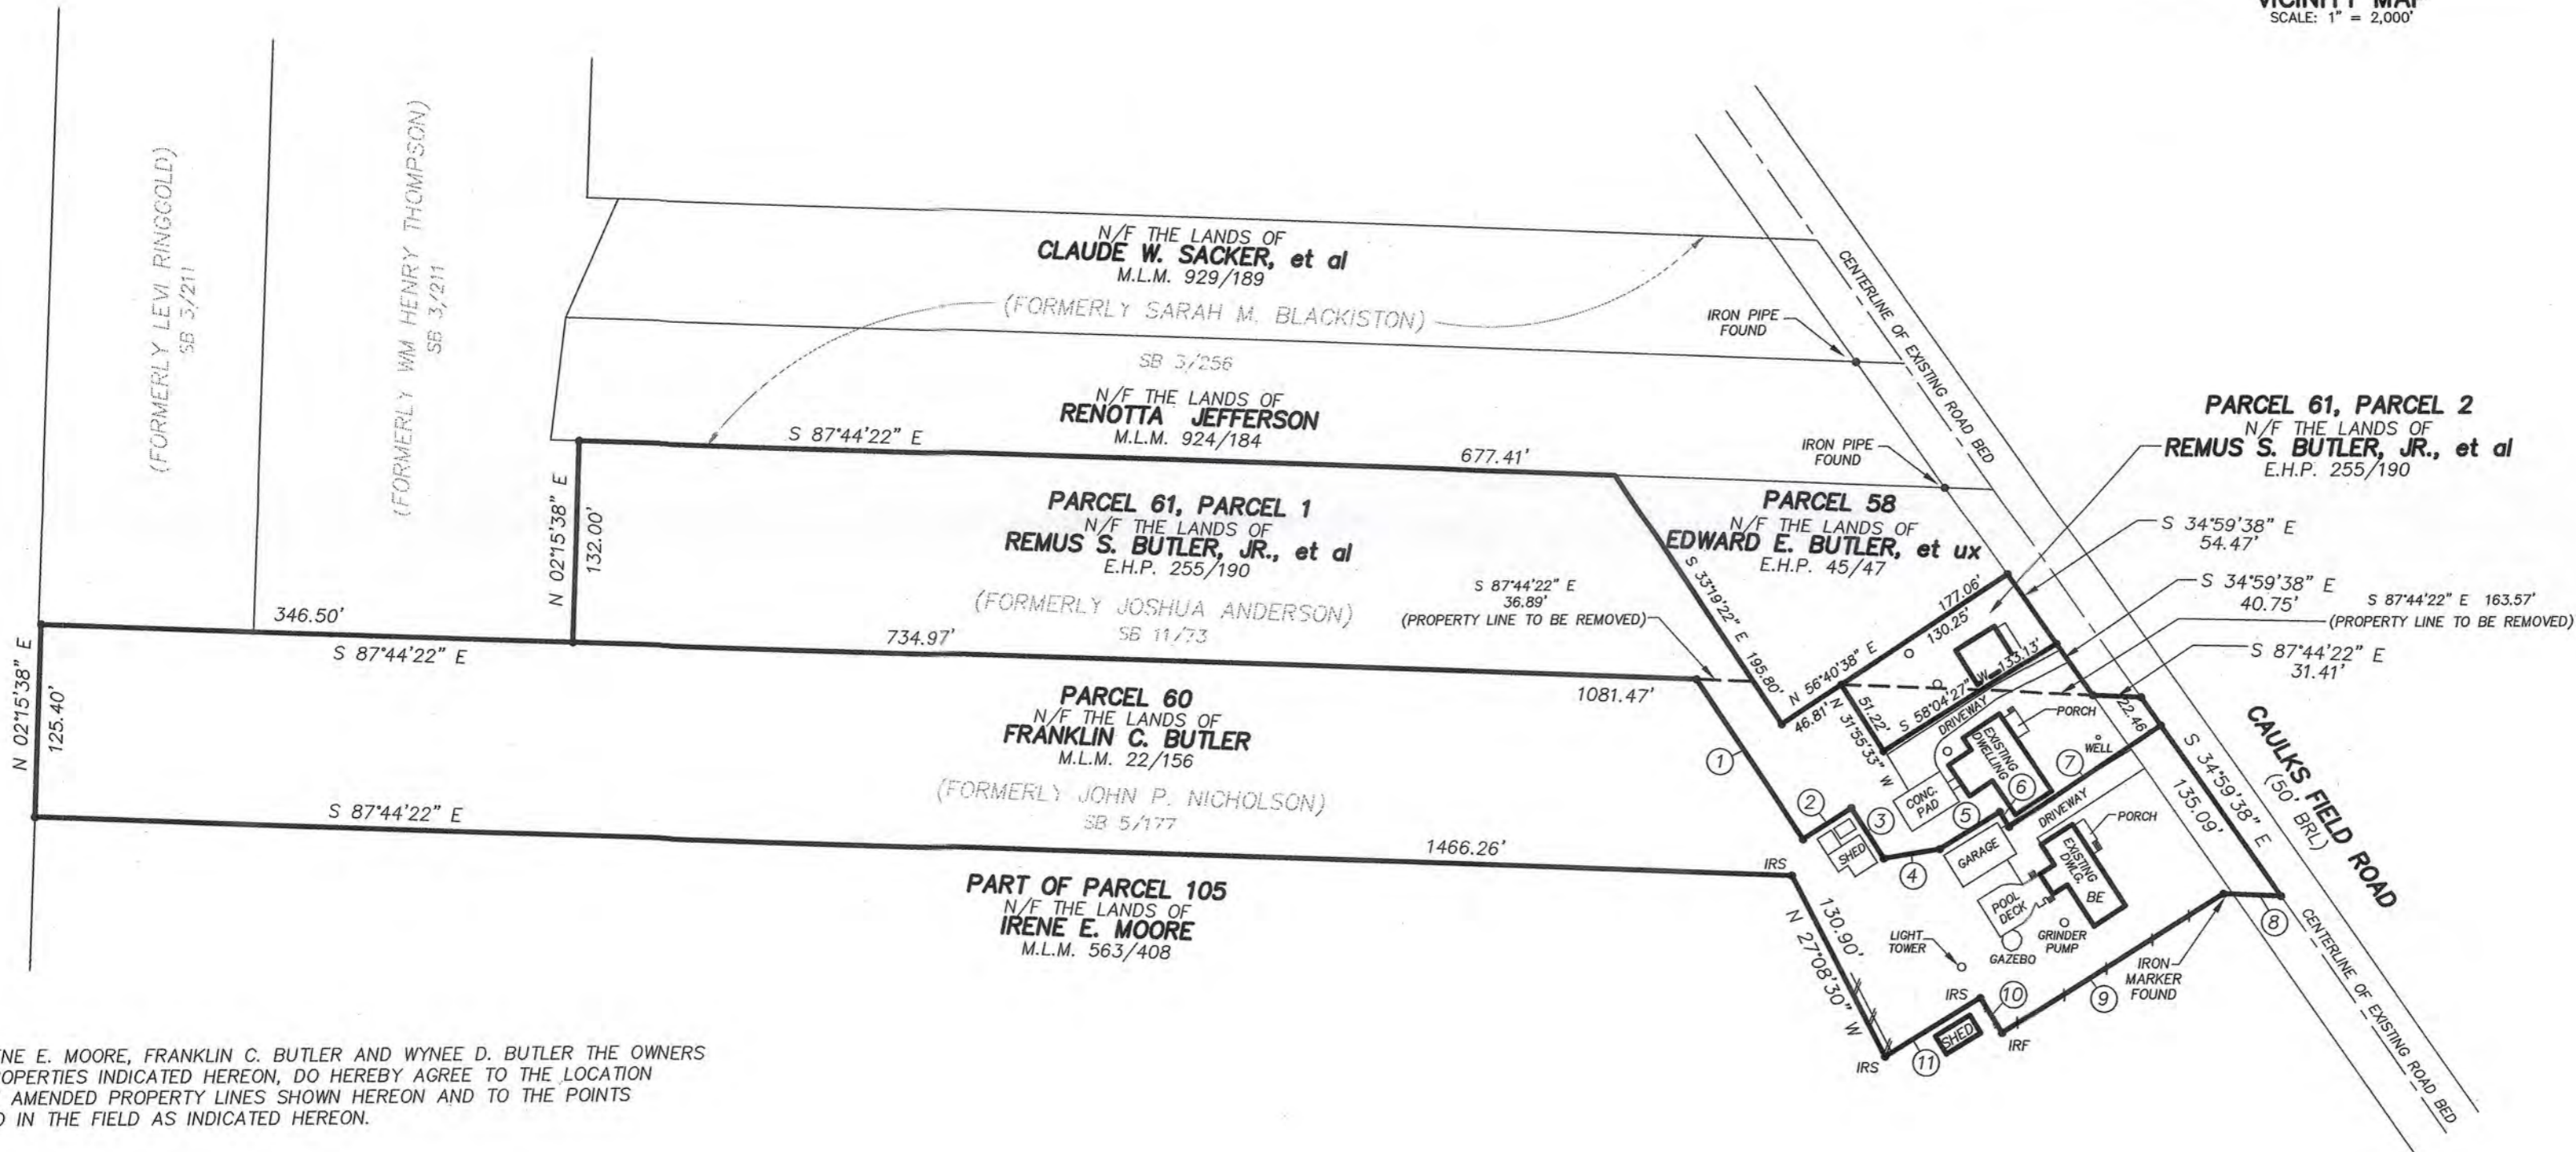 VICINITY MAP
SCALE: 1" = 2,000'
(FORMERLY LEVI RINGGOLD)
SB 3/211
(FORMERLY WM HENRY THOMPSON)
SB 3/211
N/F THE LANDS OF
CLAUDE W. SACKER, et al
M.L.M. 929/189
(FORMERLY SARAH M. BLACKISTON)
SB 3/256
N/F THE LANDS OF
RENOTTA JEFFERSON
M.L.M. 924/184
IRON PIPE
FOUND
IRON PIPE
FOUND
CENTERLINE OF EXISTING ROAD BED
S 87°44'22" E
677.41'
N 02°15'38" E
132.00'
PARCEL 61, PARCEL 1
N/F THE LANDS OF
REMUS S. BUTLER, JR., et al
E.H.P. 255/190
(FORMERLY JOSHUA ANDERSON)
SB 11/73
PARCEL 58
N/F THE LANDS OF
EDWARD E. BUTLER, et ux
E.H.P. 45/47
PARCEL 61, PARCEL 2
N/F THE LANDS OF
REMUS S. BUTLER, JR., et al
E.H.P. 255/190
S 34°59'38" E
54.47'
S 34°59'38" E
40.75'
S 87°44'22" E 163.57'
(PROPERTY LINE TO BE REMOVED)
S 87°44'22" E
31.41'
S 87°44'22" E
36.89'
(PROPERTY LINE TO BE REMOVED)
S 33°19'22" E 195.80'
N 56°40'38" E
177.06'
130.25'
46.81'
N 31°55'33" W
51.22'
S 58°04'27" W 133.13'
22.46
346.50'
S 87°44'22" E
734.97'
1081.47'
N 02°15'38" E
125.40'
PARCEL 60
N/F THE LANDS OF
FRANKLIN C. BUTLER
M.L.M. 22/156
(FORMERLY JOHN P. NICHOLSON)
SB 5/177
S 87°44'22" E
1466.26'
PART OF PARCEL 105
N/F THE LANDS OF
IRENE E. MOORE
M.L.M. 563/408
1
2
3
4
5
6
7
8
9
10
11
DRIVEWAY
PORCH
EXISTING
DWELLING
WELL
CONC.
PAD
SHED
GARAGE
DRIVEWAY
PORCH
EXISTING
DWLG.
BE
POOL
DECK
GRINDER
PUMP
GAZEBO
LIGHT
TOWER
IRON
MARKER
FOUND
S 34°59'38" E
135.09'
CAULKS FIELD ROAD
(50' BRL)
CENTERLINE OF EXISTING ROAD BED
IRS
130.90'
N 27°08'30" W
IRS
IRS
IRF
SHED
NE E. MOORE, FRANKLIN C. BUTLER AND WYNEE D. BUTLER THE OWNERS
OPERTIES INDICATED HEREON, DO HEREBY AGREE TO THE LOCATION
AMENDED PROPERTY LINES SHOWN HEREON AND TO THE POINTS
IN THE FIELD AS INDICATED HEREON.